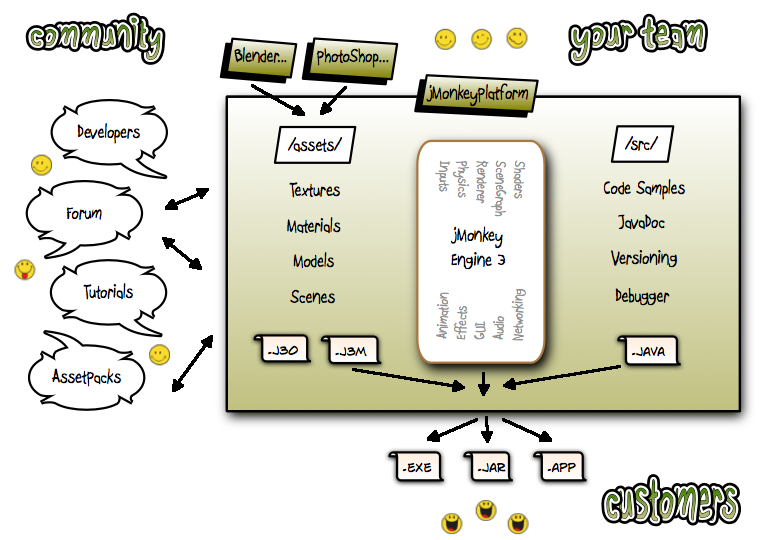 community
your team
Blender...
PhotoShop...
jMonkeyPlatform
Developers
Forum
Tutorials
AssetPacks
/assets/
Textures
Materials
Models
Scenes
.J3O
.J3M
Inputs
Physics
Renderer
SceneGraph
Shaders
jMonkey
Engine 3
Animation
Effects
GUI
Audio
Networking
/src/
Code Samples
JavaDoc
Versioning
Debugger
.JAVA
.EXE
.JAR
.APP
customers